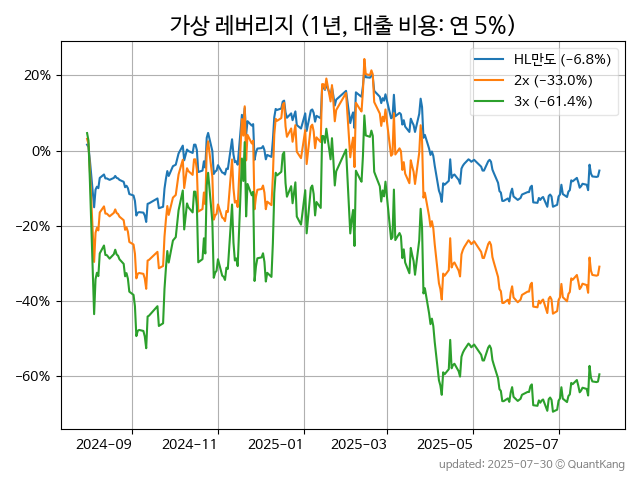 가상 레버리지 (1년, 대출 비용: 연 5%)
HL만도 (−6.8%)
2x (−33.0%)
3x (−61.4%)
20%
0%
−20%
−40%
−60%
2024-09 2024-11 2025-01 2025-03 2025-05 2025-07
updated: 2025-07-30 © QuantKang